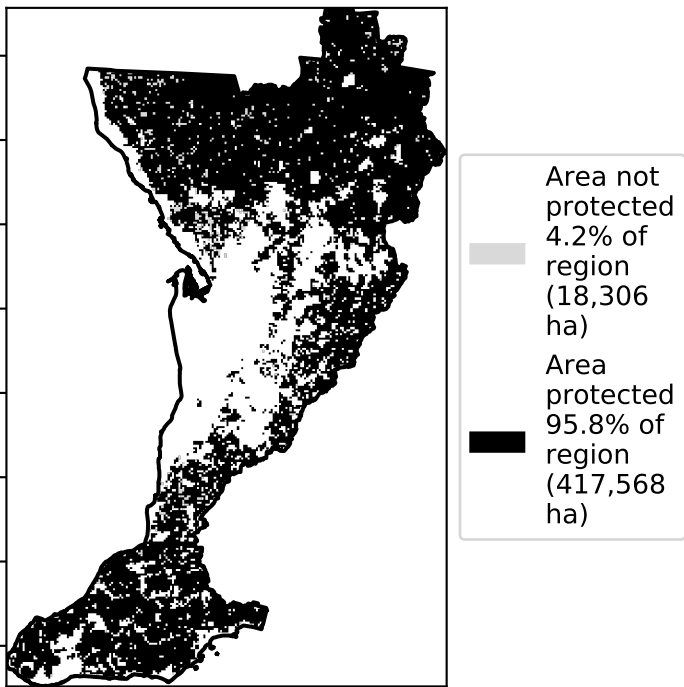 Area not
protected
4.2% of
region
(18,306
ha)
Area
protected
95.8% of
region
(417,568
ha)